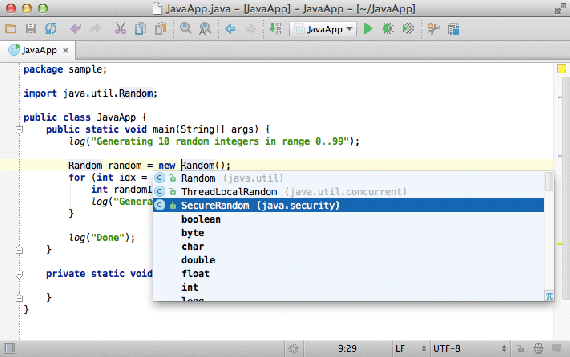 JavaApp.java – [JavaApp] – JavaApp – [~/JavaApp]
JavaApp
JavaApp ×
package sample;
import java.util.Random;
public class JavaApp {
public static void main(String[] args) {
log("Generating 10 random integers in range 0..99");
Random random = new Random();
for (int idx =
int randomI
log("Genera
}
log("Done");
}
private static void
}
}
Random (java.util)
ThreadLocalRandom (java.util.concurrent)
SecureRandom (java.security)
boolean
byte
char
double
float
int
long
π
9:29 LF UTF-8